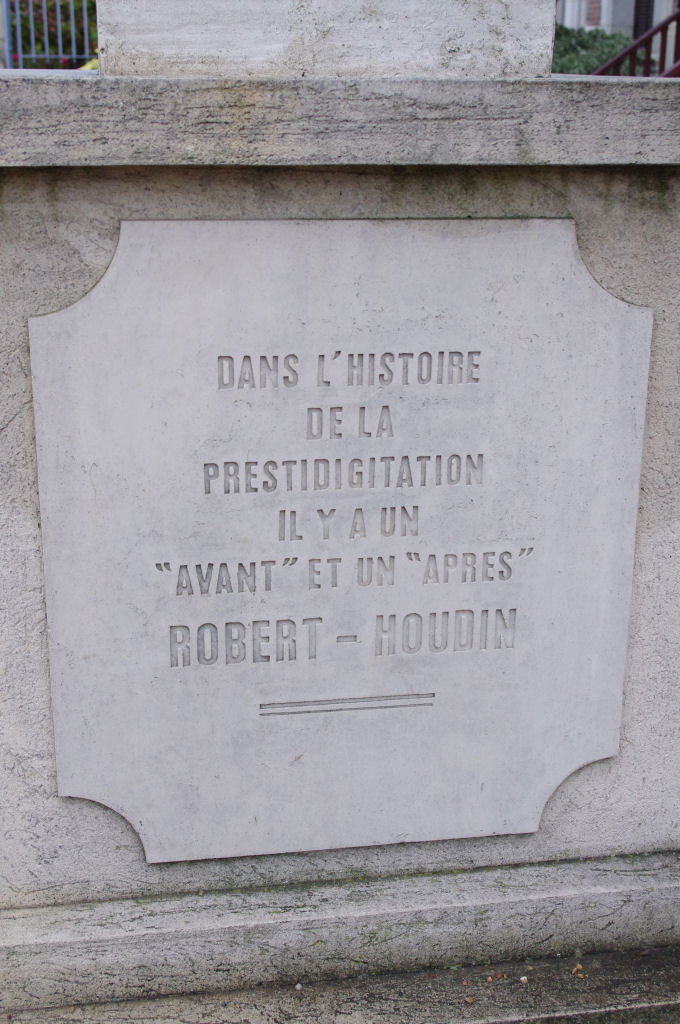 DANS L'HISTOIRE
DE LA
PRESTIDIGITATION
IL Y A UN
"AVANT" ET UN "APRES"
ROBERT - HOUDIN